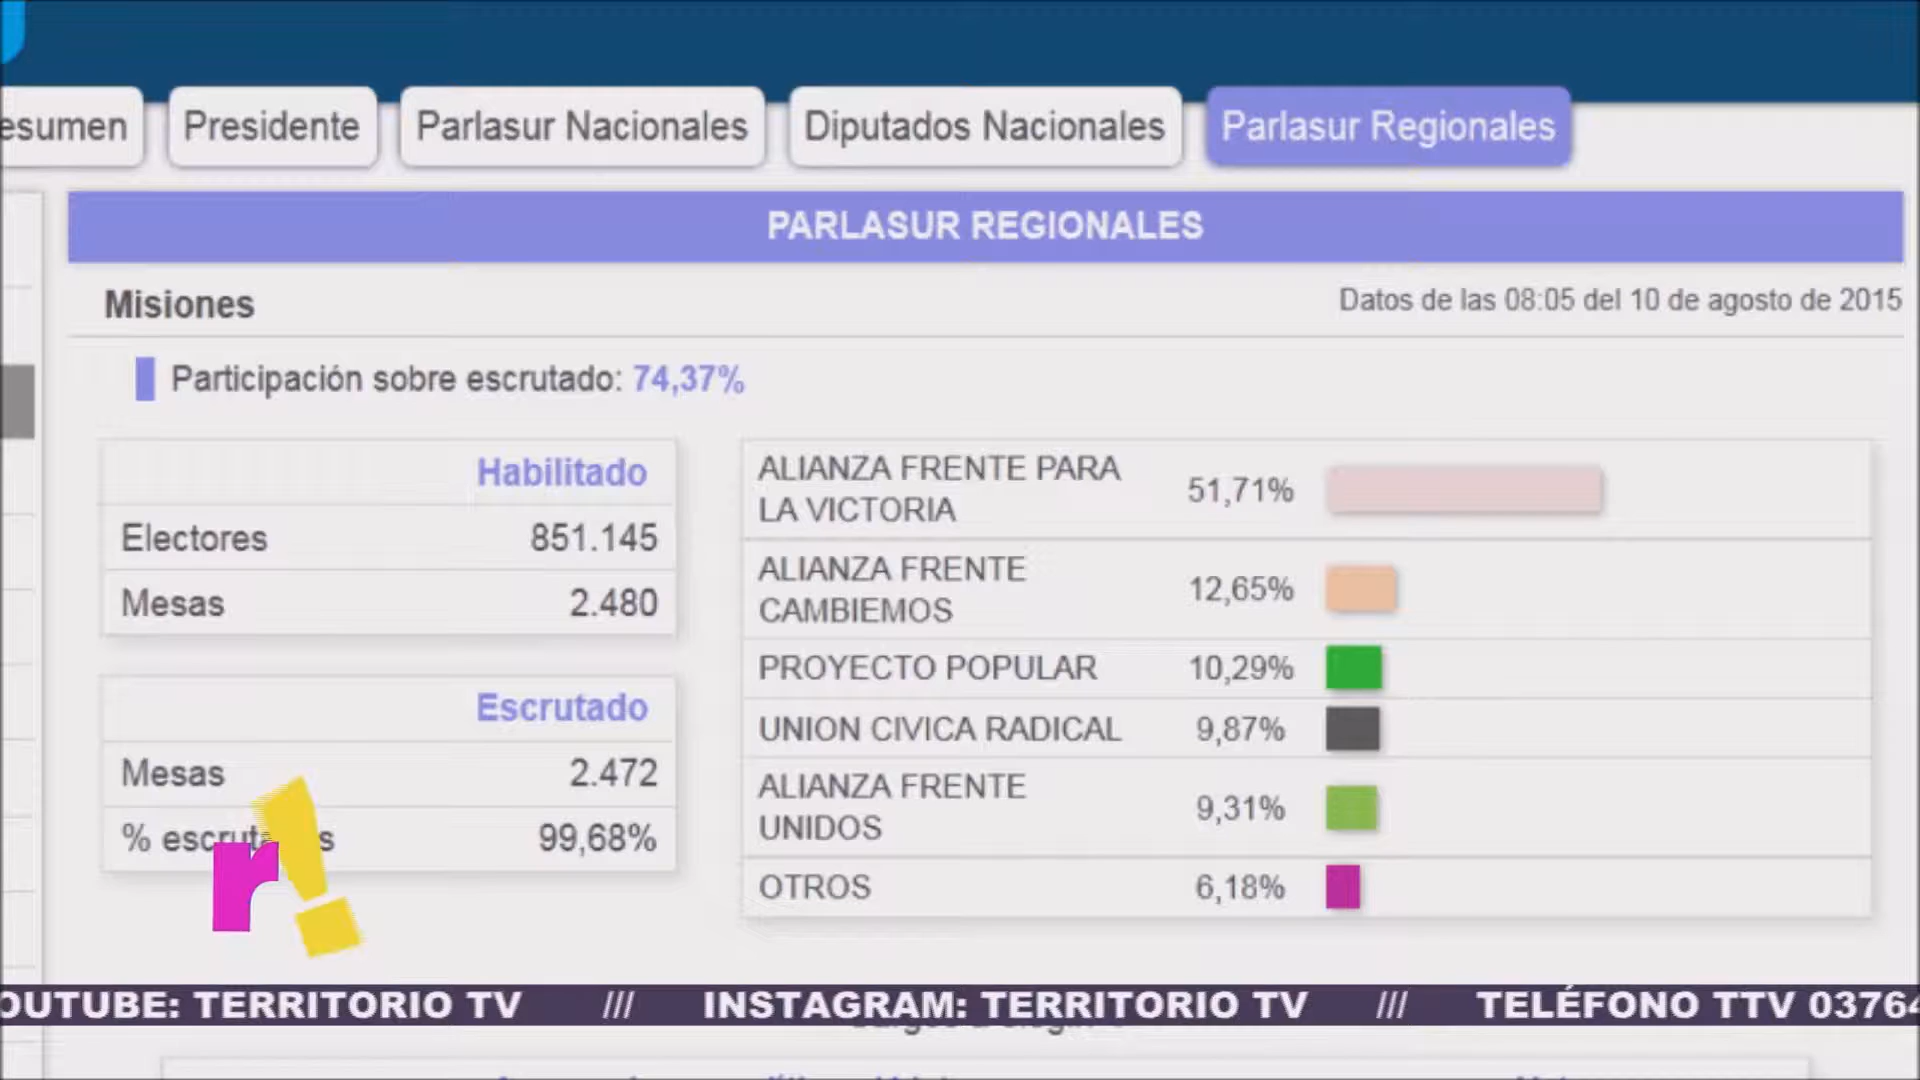 esumen Presidente Parlasur Nacionales Diputados Nacionales Parlasur Regionales
PARLASUR REGIONALES
Misiones
Datos de las 08:05 del 10 de agosto de 2015
Participación sobre escrutado: 74,37%
Habilitado
Electores 851.145
Mesas 2.480
Escrutado
Mesas 2.472
% 99,68%
ALIANZA FRENTE PARA
LA VICTORIA
51,71%
ALIANZA FRENTE
CAMBIEMOS
12,65%
PROYECTO POPULAR 10,29%
UNION CIVICA RADICAL 9,87%
ALIANZA FRENTE
UNIDOS
9,31%
OTROS 6,18%
r!
OUTUBE: TERRITORIO TV /// INSTAGRAM: TERRITORIO TV /// TELÉFONO TTV 03764